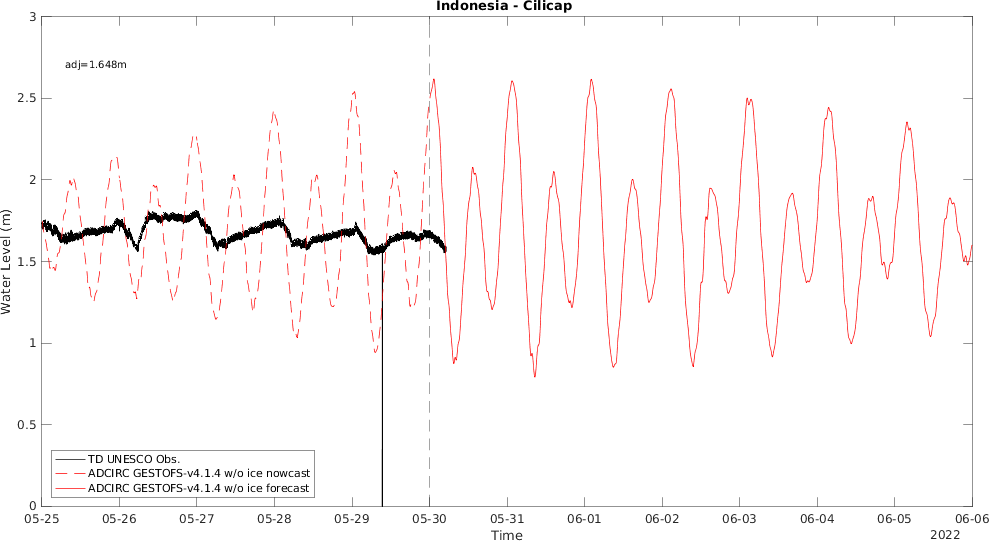 Indonesia - Cilicap
adj=1.648m
3
2.5
2
1.5
1
0.5
0
Water Level (m)
TD UNESCO Obs.
ADCIRC GESTOFS-v4.1.4 w/o ice nowcast
ADCIRC GESTOFS-v4.1.4 w/o ice forecast
05-25 05-26 05-27 05-28 05-29 05-30 05-31 06-01 06-02 06-03 06-04 06-05 06-06
Time
2022